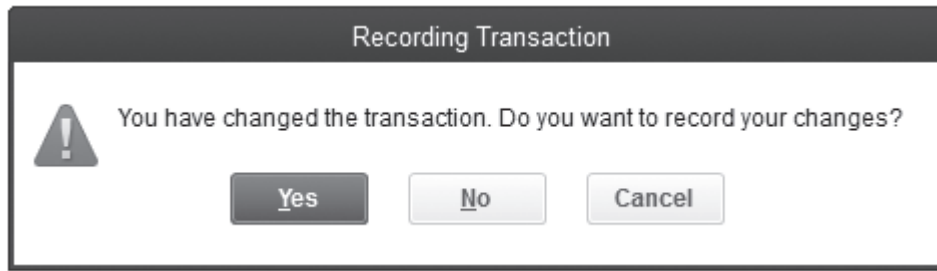 Recording Transaction
You have changed the transaction. Do you want to record your changes?
Yes No Cancel